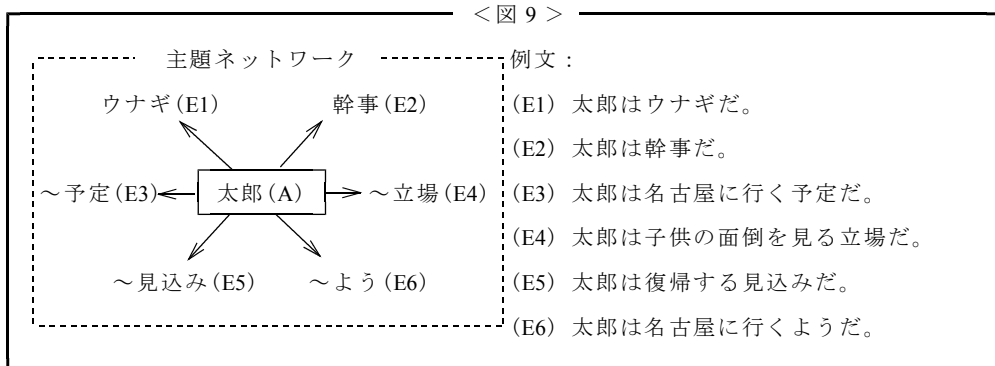 <図9>
主題ネットワーク
ウナギ(E1) 幹事(E2)
~予定(E3) 太郎(A) ~立場(E4)
~見込み(E5) ~よう(E6)
例文:
(E1) 太郎はウナギだ。
(E2) 太郎は幹事だ。
(E3) 太郎は名古屋に行く予定だ。
(E4) 太郎は子供の面倒を見る立場だ。
(E5) 太郎は復帰する見込みだ。
(E6) 太郎は名古屋に行くようだ。